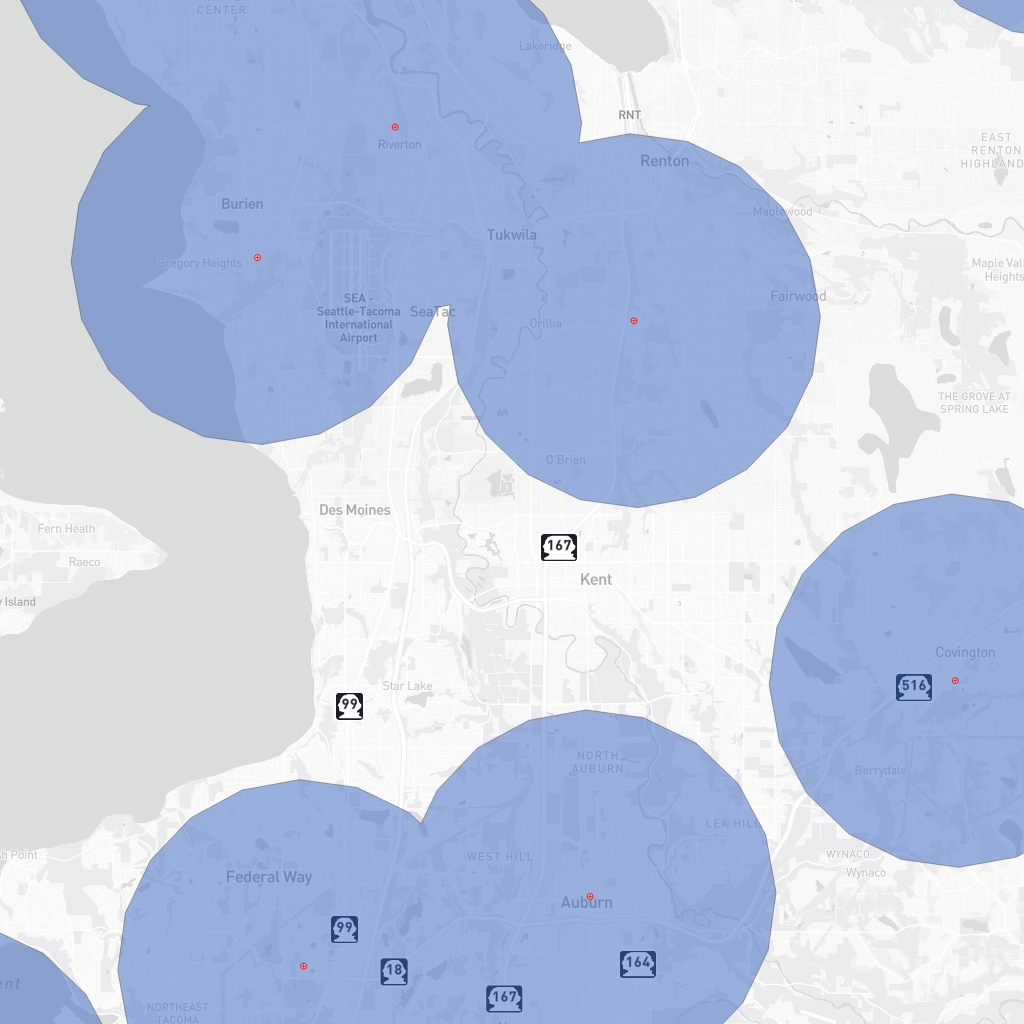 CENTER
Lakeridge
RNT
Riverton
Renton
EAST
RENTON
HIGHLAND
Burien
Maplewood
Tukwila
Gregory Heights
Maple Val
Heights
SEA -
Seattle-Tacoma
International
Airport
SeaTac
Fairwood
Orillia
THE GROVE AT
SPRING LAKE
O'Brien
Des Moines
Fern Heath
Raeco
167
Kent
Island
Covington
516
Star Lake
99
NORTH
AUBURN
Berrydale
LEA HILL
WEST HILL
sh Point
WYNACO
Wynaco
Federal Way
Auburn
99
18
164
167
ent
NORTHEAST
TACOMA